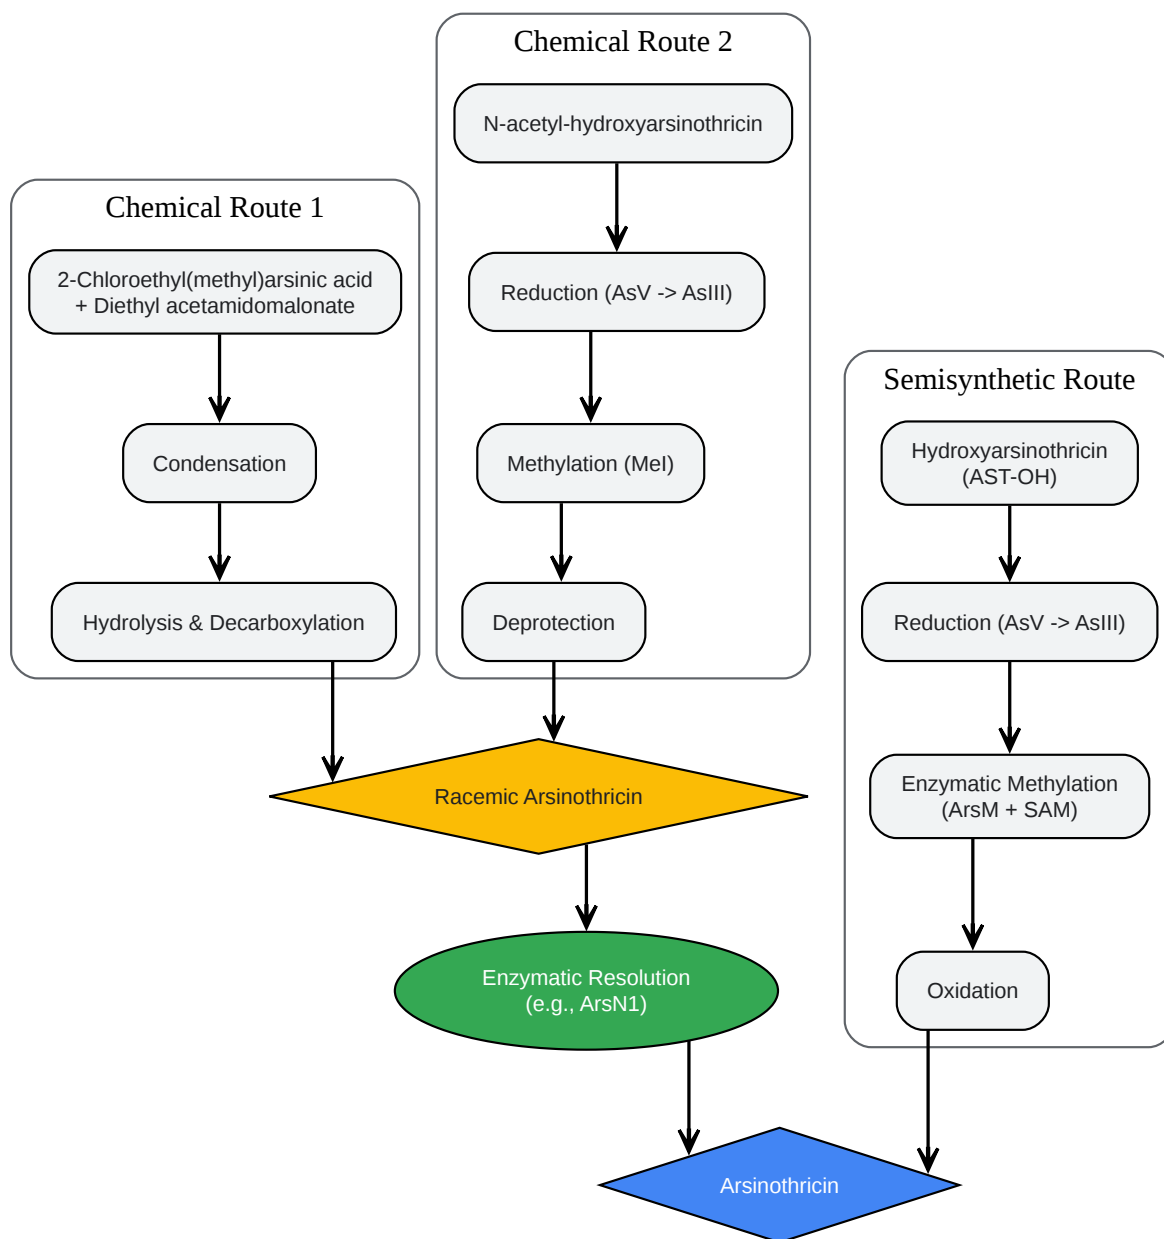 Chemical Route 1
2-Chloroethyl(methyl)arsinic acid
+ Diethyl acetamidomalonate
Condensation
Hydrolysis & Decarboxylation
Chemical Route 2
N-acetyl-hydroxyarsinothricin
Reduction (AsV -> AsIII)
Methylation (MeI)
Deprotection
Semisynthetic Route
Hydroxyarsinothricin
(AST-OH)
Reduction (AsV -> AsIII)
Enzymatic Methylation
(ArsM + SAM)
Oxidation
Racemic Arsinothricin
Enzymatic Resolution
(e.g., ArsN1)
Arsinothricin